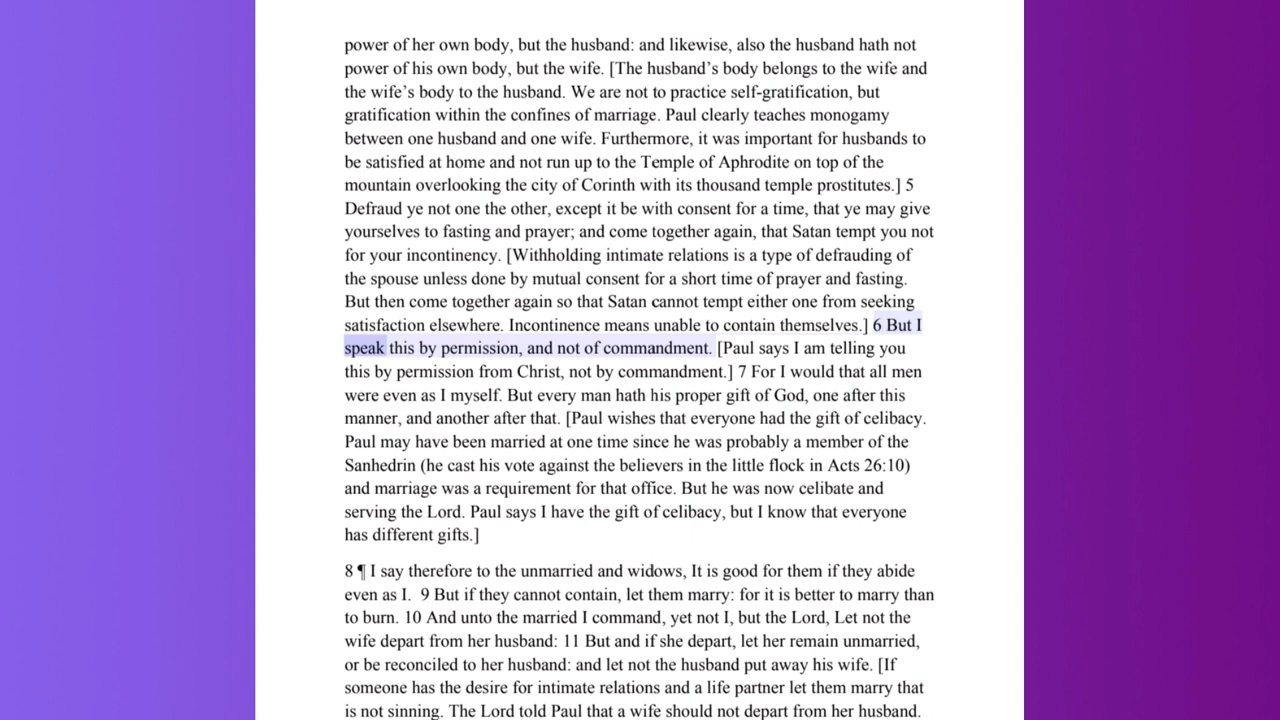 power of her own body, but the husband: and likewise, also the husband hath not
power of his own body, but the wife. [The husband’s body belongs to the wife and
the wife’s body to the husband. We are not to practice self-gratification, but
gratification within the confines of marriage. Paul clearly teaches monogamy
between one husband and one wife. Furthermore, it was important for husbands to
be satisfied at home and not run up to the Temple of Aphrodite on top of the
mountain overlooking the city of Corinth with its thousand temple prostitutes.] 5
Defraud ye not one the other, except it be with consent for a time, that ye may give
yourselves to fasting and prayer; and come together again, that Satan tempt you not
for your incontinency. [Withholding intimate relations is a type of defrauding of
the spouse unless done by mutual consent for a short time of prayer and fasting.
But then come together again so that Satan cannot tempt either one from seeking
satisfaction elsewhere. Incontinence means unable to contain themselves.] 6 But I
speak this by permission, and not of commandment. [Paul says I am telling you
this by permission from Christ, not by commandment.] 7 For I would that all men
were even as I myself. But every man hath his proper gift of God, one after this
manner, and another after that. [Paul wishes that everyone had the gift of celibacy.
Paul may have been married at one time since he was probably a member of the
Sanhedrin (he cast his vote against the believers in the little flock in Acts 26:10)
and marriage was a requirement for that office. But he was now celibate and
serving the Lord. Paul says I have the gift of celibacy, but I know that everyone
has different gifts.]
8 ¶ I say therefore to the unmarried and widows, It is good for them if they abide
even as I. 9 But if they cannot contain, let them marry: for it is better to marry than
to burn. 10 And unto the married I command, yet not I, but the Lord, Let not the
wife depart from her husband: 11 But and if she depart, let her remain unmarried,
or be reconciled to her husband: and let not the husband put away his wife. [If
someone has the desire for intimate relations and a life partner let them marry that
is not sinning. The Lord told Paul that a wife should not depart from her husband.